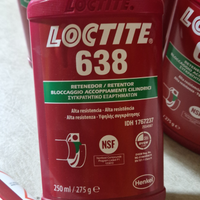 LOCTITE
638
RETENEDOR / RETENTOR
BLOCCAGGIO ACCOPPIAMENTI CILINDRICI
ΣΥΓΚΡΑΤΗΤΙΚΟ ΕΞΑΡΤΗΜΑΤΩΝ
Alta resistencia - Alta resistência -
Alta resistenza - Υψηλής συγκράτησης
IDH 1767237
NSF
250 ml / 275 g
Henkel